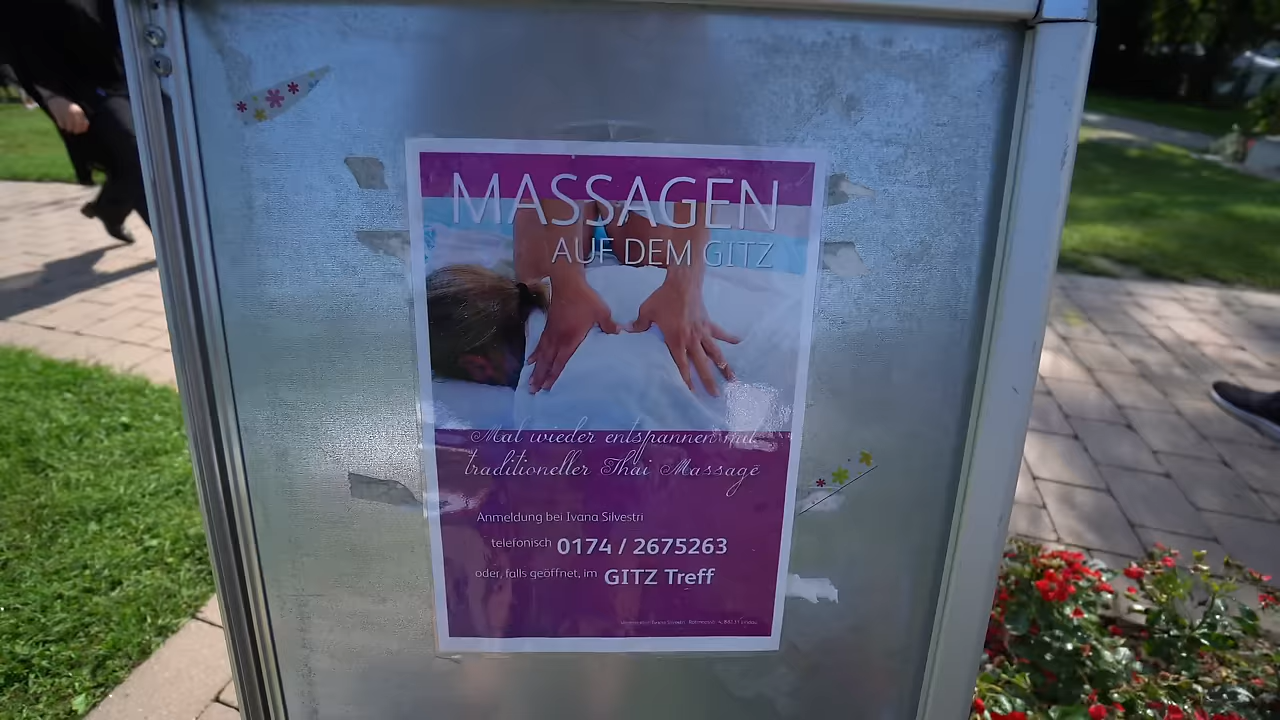 MASSAGEN
AUF DEM GITZ
Mal wieder entspannen mit
traditioneller Thai Massage
Anmeldung bei Ivana Silvestri
telefonisch 0174 / 2675263
oder, falls geöffnet, im GITZ Treff